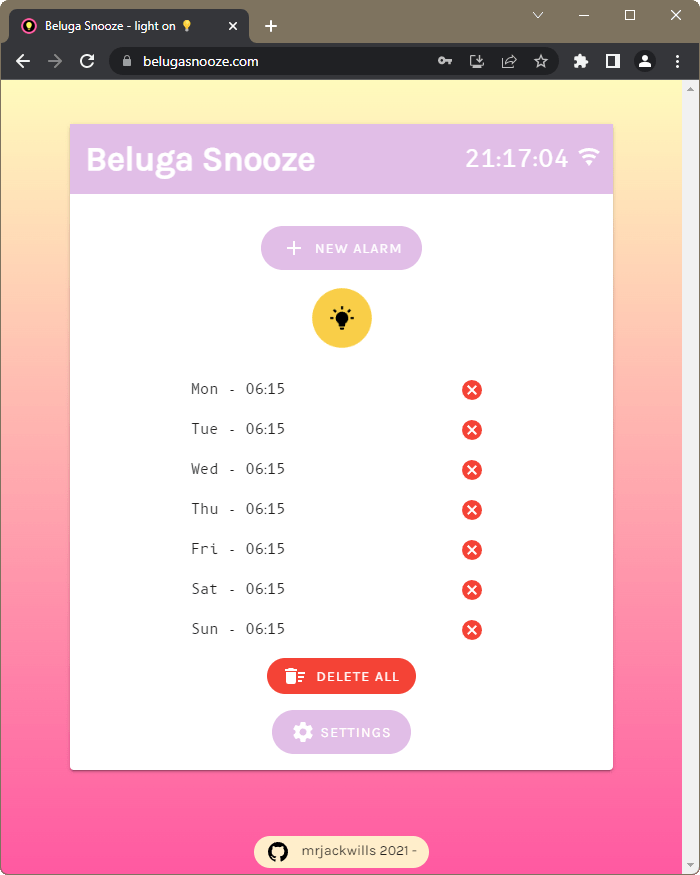 Beluga Snooze - light on 💡
belugasnooze.com
Beluga Snooze 21:17:04
NEW ALARM
Mon - 06:15
Tue - 06:15
Wed - 06:15
Thu - 06:15
Fri - 06:15
Sat - 06:15
Sun - 06:15
DELETE ALL
SETTINGS
mrjackwills 2021 -